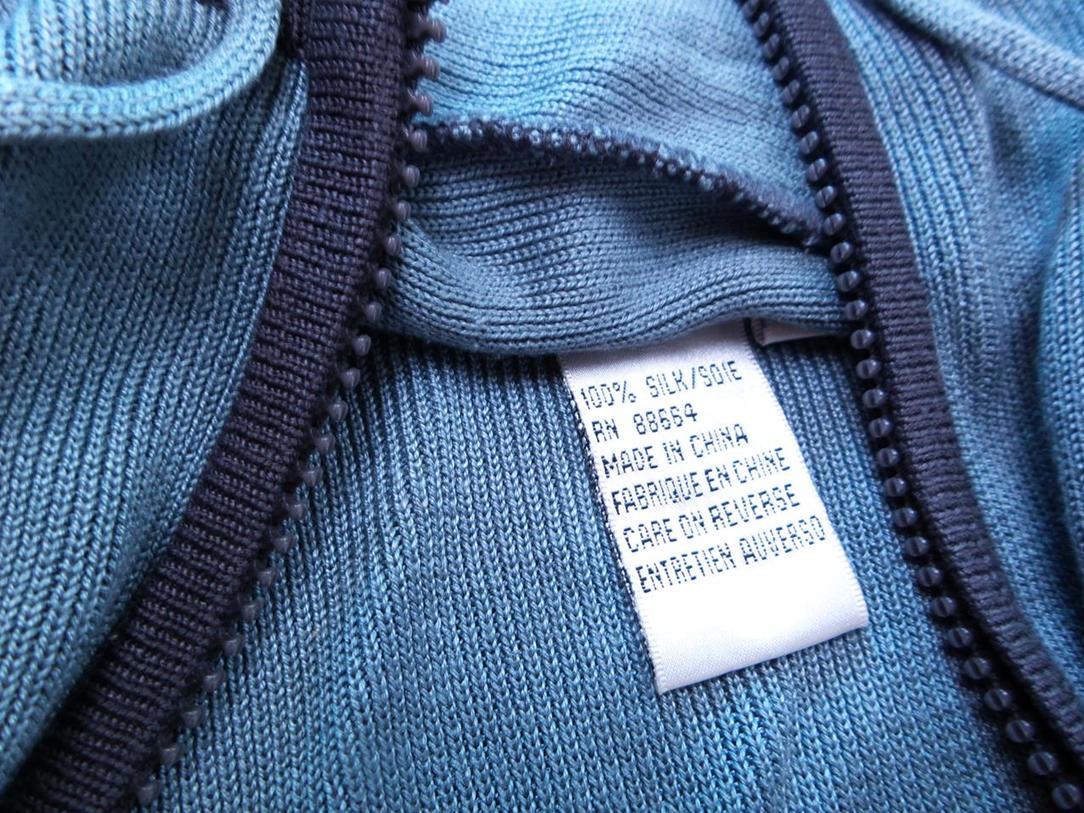 100% SILK/SOIE
RN 88664
MADE IN CHINA
FABRIQUE EN CHINE
CARE ON REVERSE
ENTRETIEN AUVERSO